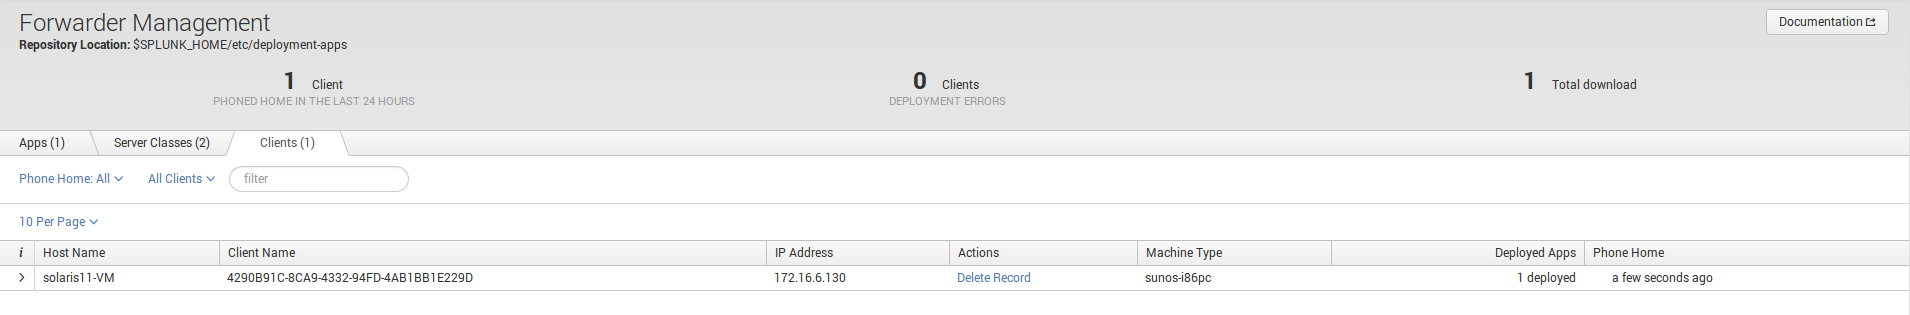 Forwarder Management
Documentation
Repository Location: $SPLUNK_HOME/etc/deployment-apps
1 Client
PHONED HOME IN THE LAST 24 HOURS
0 Clients
DEPLOYMENT ERRORS
1 Total download
Apps (1) Server Classes (2) Clients (1)
Phone Home: All All Clients filter
10 Per Page
i Host Name Client Name IP Address Actions Machine Type Deployed Apps Phone Home
solaris11-VM 4290B91C-8CA9-4332-94FD-4AB1BB1E229D 172.16.6.130 Delete Record sunos-i86pc 1 deployed a few seconds ago